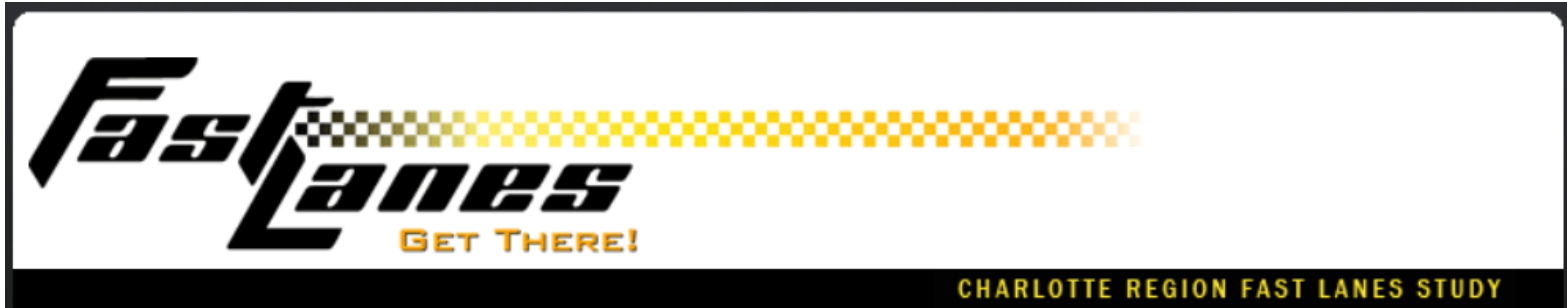 Fast
Lanes
GET THERE!
CHARLOTTE REGION FAST LANES STUDY